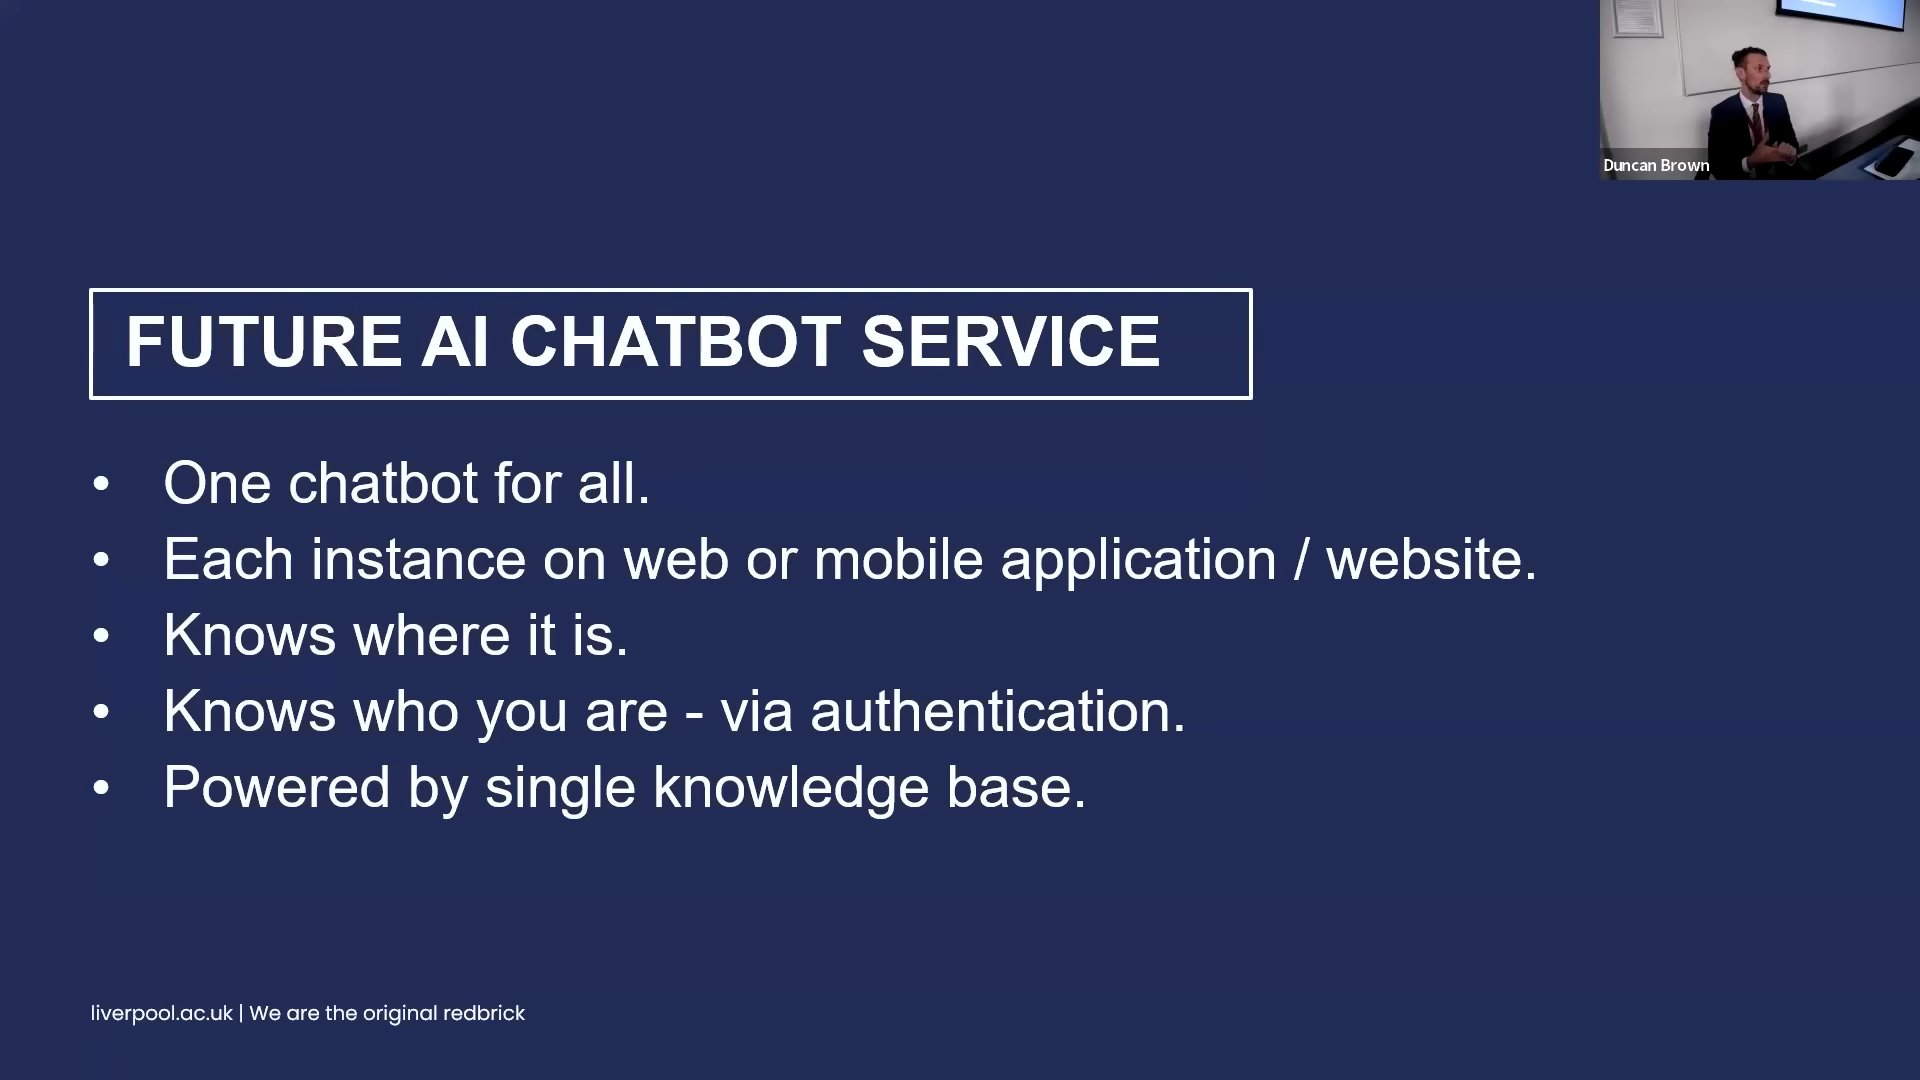 Duncan Brown
FUTURE AI CHATBOT SERVICE
• One chatbot for all.
• Each instance on web or mobile application / website.
• Knows where it is.
• Knows who you are - via authentication.
• Powered by single knowledge base.
liverpool.ac.uk | We are the original redbrick